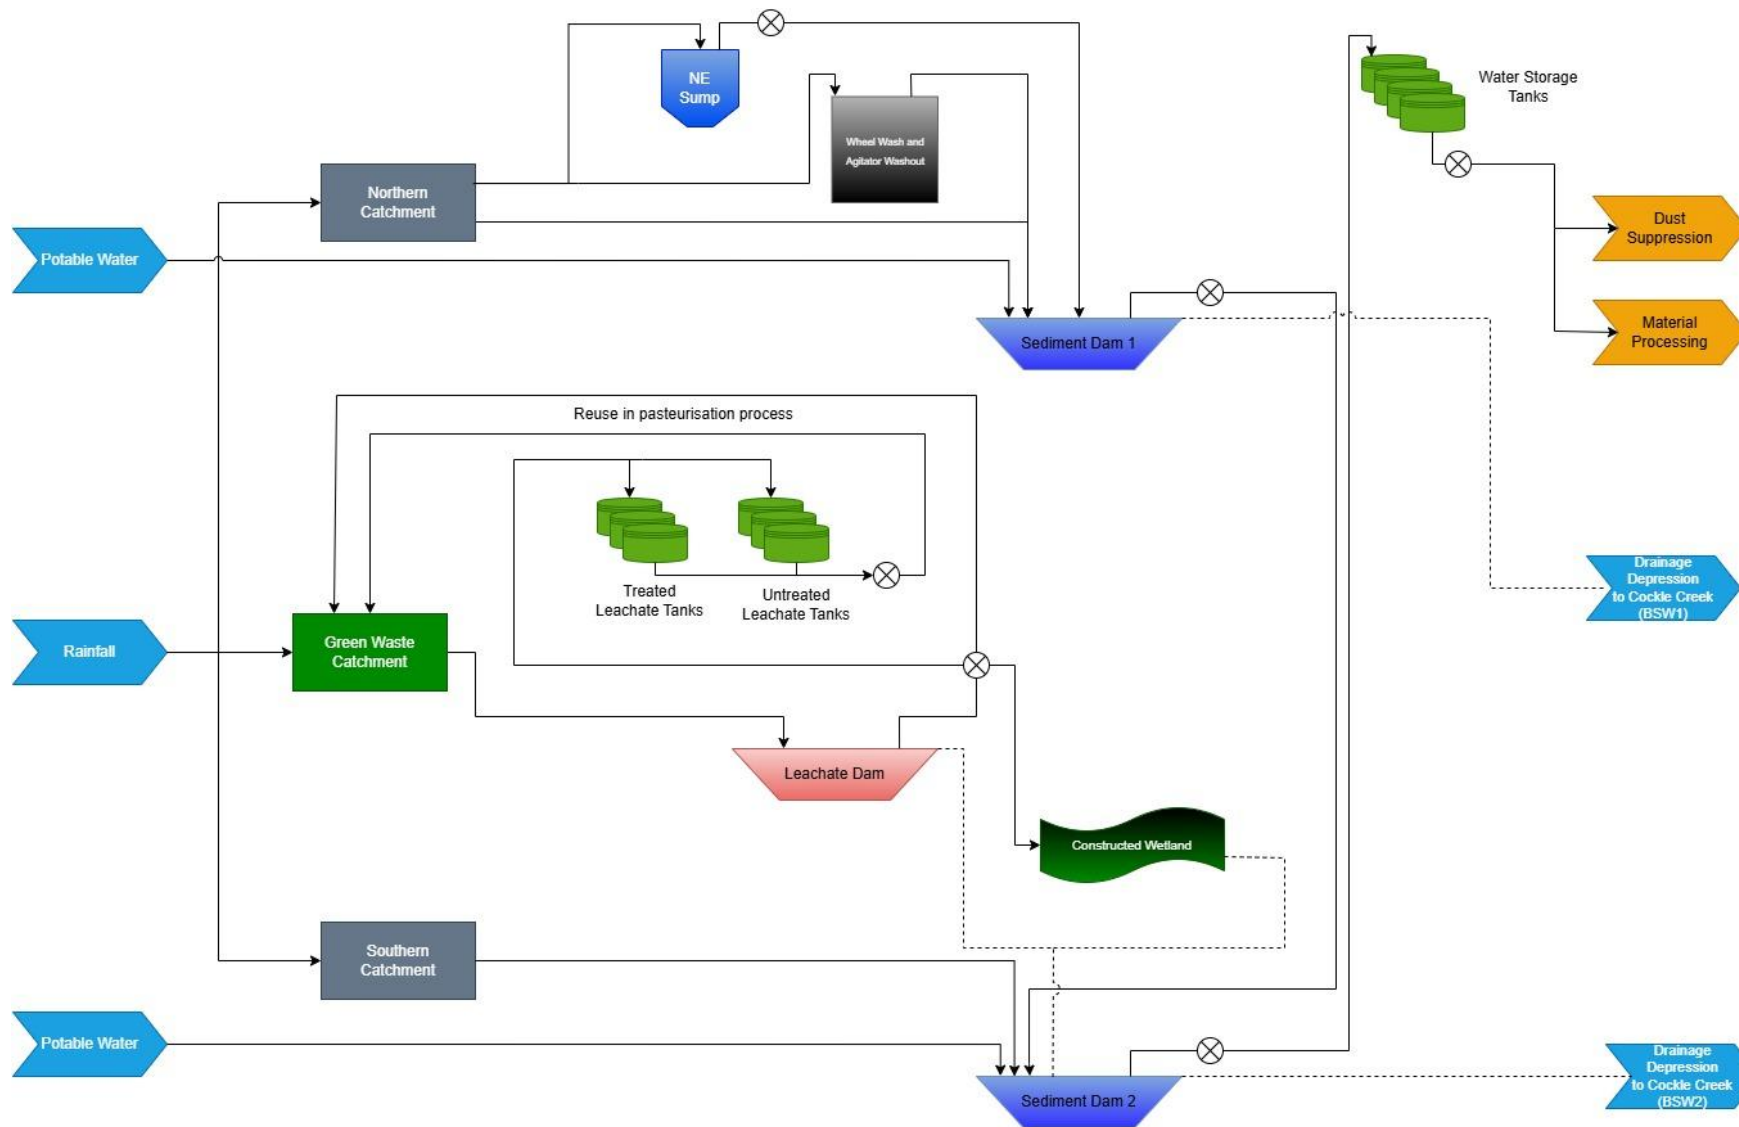 NE
Sump
Water Storage
Tanks
Wheel Wash and
Agitator Washout
Northern
Catchment
Dust
Suppression
Potable Water
Material
Processing
Sediment Dam 1
Reuse in pasteurisation process
Treated
Leachate Tanks
Untreated
Leachate Tanks
Drainage
Depression
to Cockle Creek
(BSW1)
Rainfall
Green Waste
Catchment
Leachate Dam
Constructed Wetland
Southern
Catchment
Potable Water
Sediment Dam 2
Drainage
Depression
to Cockle Creek
(BSW2)